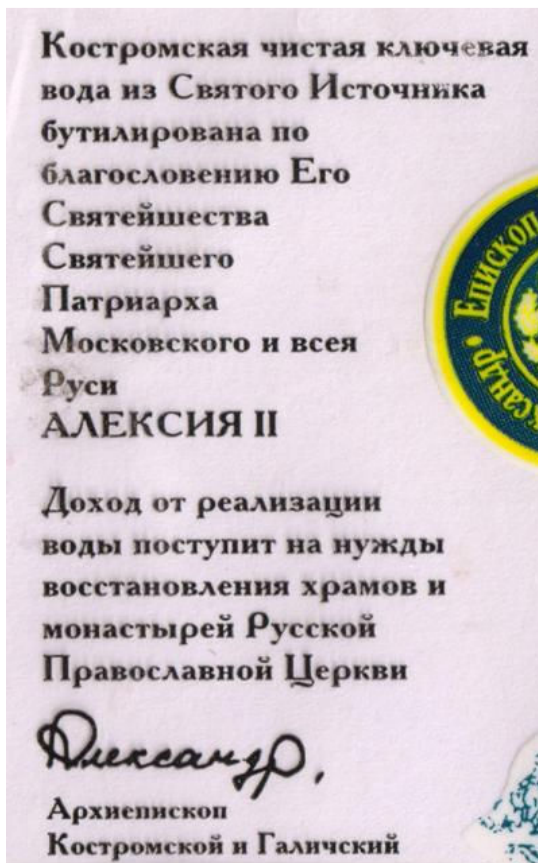 Костромская чистая ключевая
вода из Святого Источника
бутилирована по
благословению Его
Святейшества
Святейшего
Патриарха
Московского и всея
Руси
АЛЕКСИЯ II
Доход от реализации
воды поступит на нужды
восстановления храмов и
монастырей Русской
Православной Церкви
Александр,
Архиепископ
Костромской и Галичский
Епископ